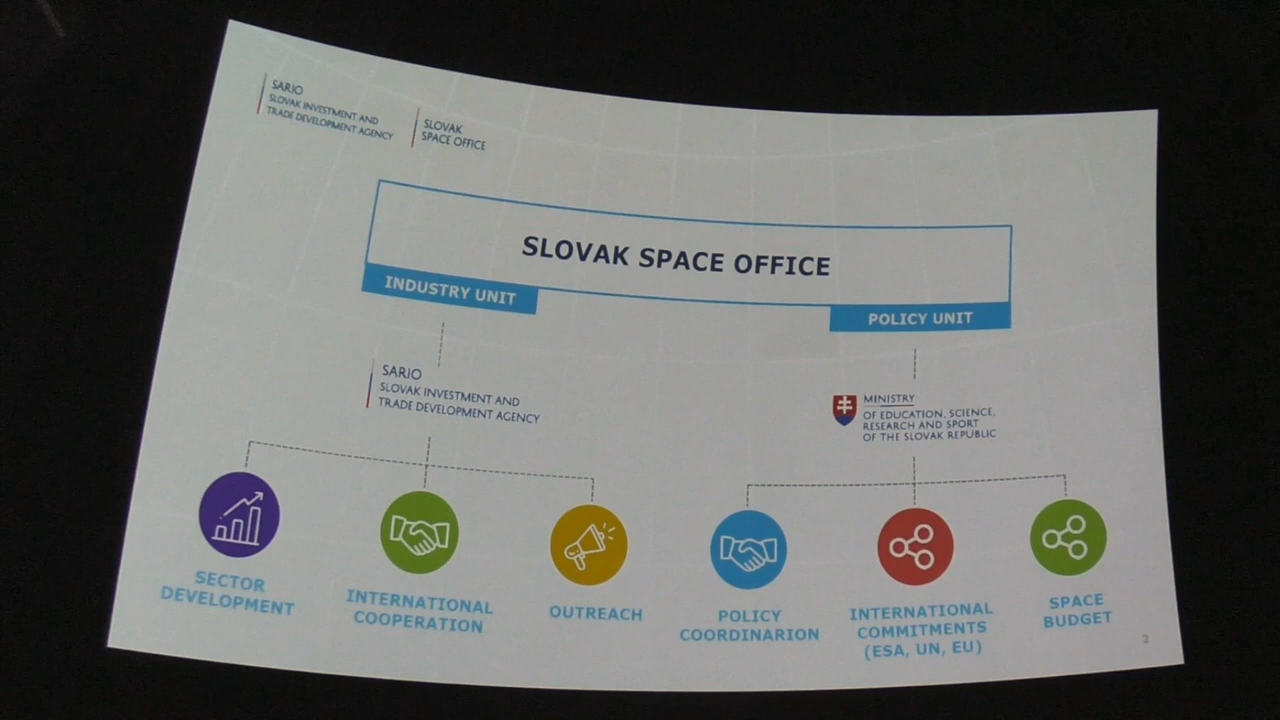 SARIO
SLOVAK INVESTMENT AND
TRADE DEVELOPMENT AGENCY
SLOVAK
SPACE OFFICE
SLOVAK SPACE OFFICE
INDUSTRY UNIT
POLICY UNIT
SARIO
SLOVAK INVESTMENT AND
TRADE DEVELOPMENT AGENCY
MINISTRY
OF EDUCATION, SCIENCE,
RESEARCH AND SPORT
OF THE SLOVAK REPUBLIC
SECTOR
DEVELOPMENT
INTERNATIONAL
COOPERATION
OUTREACH
POLICY
COORDINARION
INTERNATIONAL
COMMITMENTS
(ESA, UN, EU)
SPACE
BUDGET
2